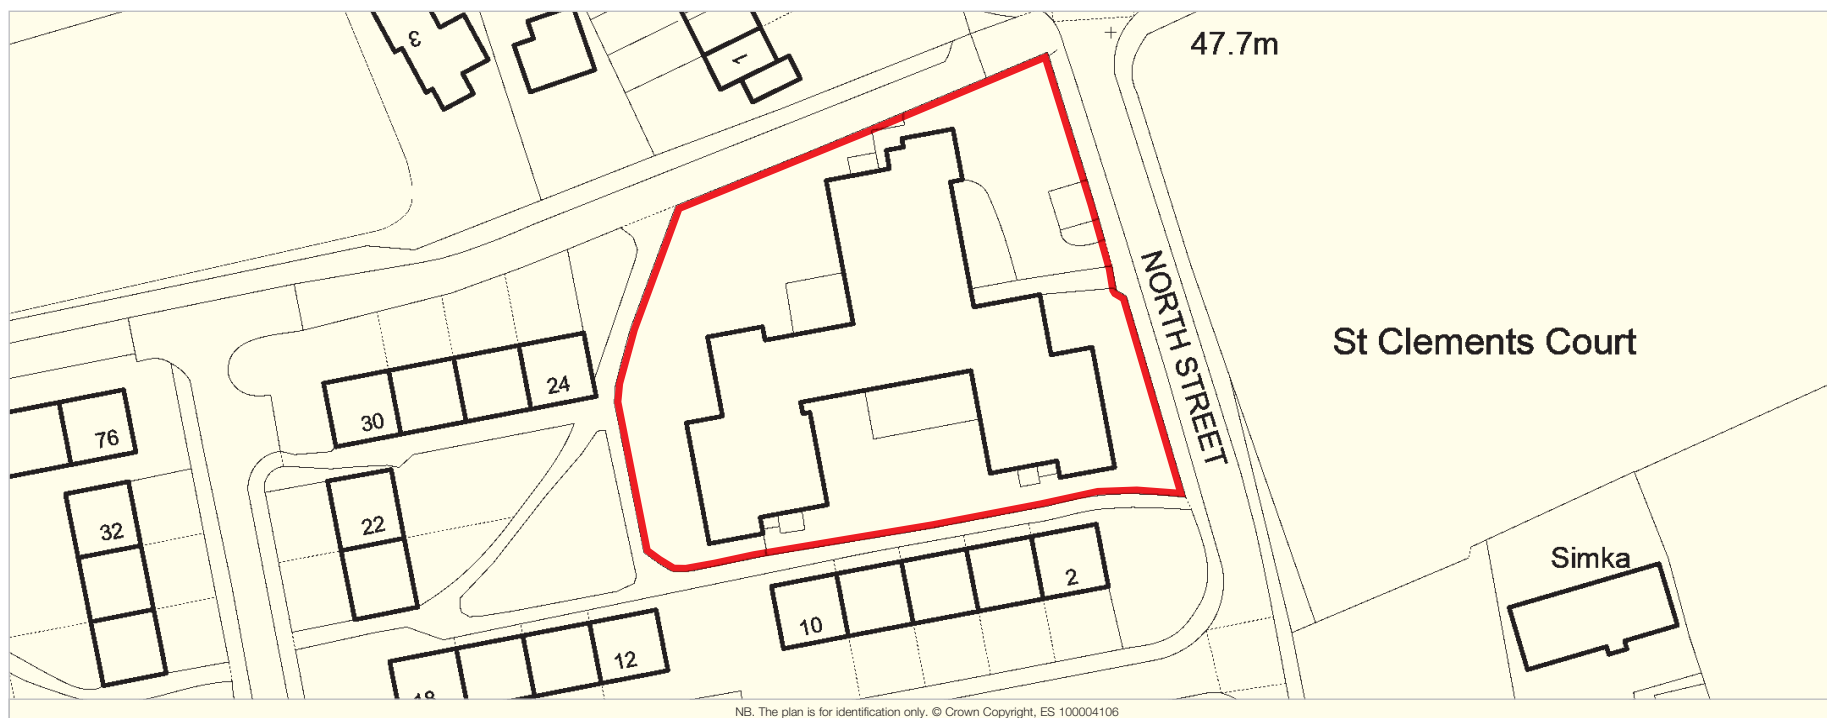 3
1
47.7m
NORTH STREET
St Clements Court
24
30
76
32
22
Simka
2
10
12
18
NB. The plan is for identification only. © Crown Copyright, ES 100004106